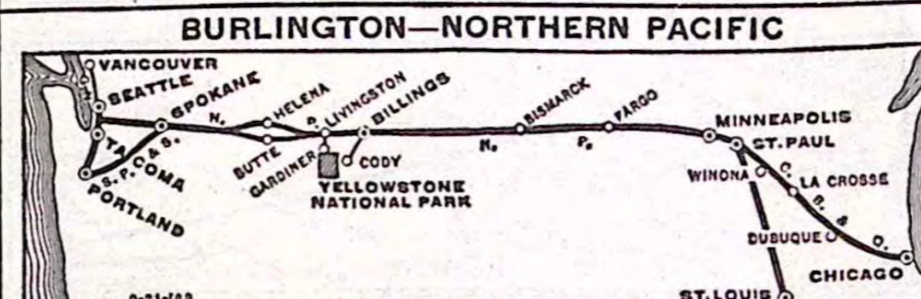 BURLINGTON—NORTHERN PACIFIC
VANCOUVER
SEATTLE
SPOKANE
N.
HELENA
P.
LIVINGSTON
BILLINGS
BISMARCK
FARGO
MINNEAPOLIS
ST. PAUL
TACOMA
S. P. & S.
PORTLAND
BUTTE
GARDINER
CODY
YELLOWSTONE
NATIONAL PARK
N.
P.
WINONA
C.
LA CROSSE
B.
&
Q.
DUBUQUE
CHICAGO
ST. LOUIS